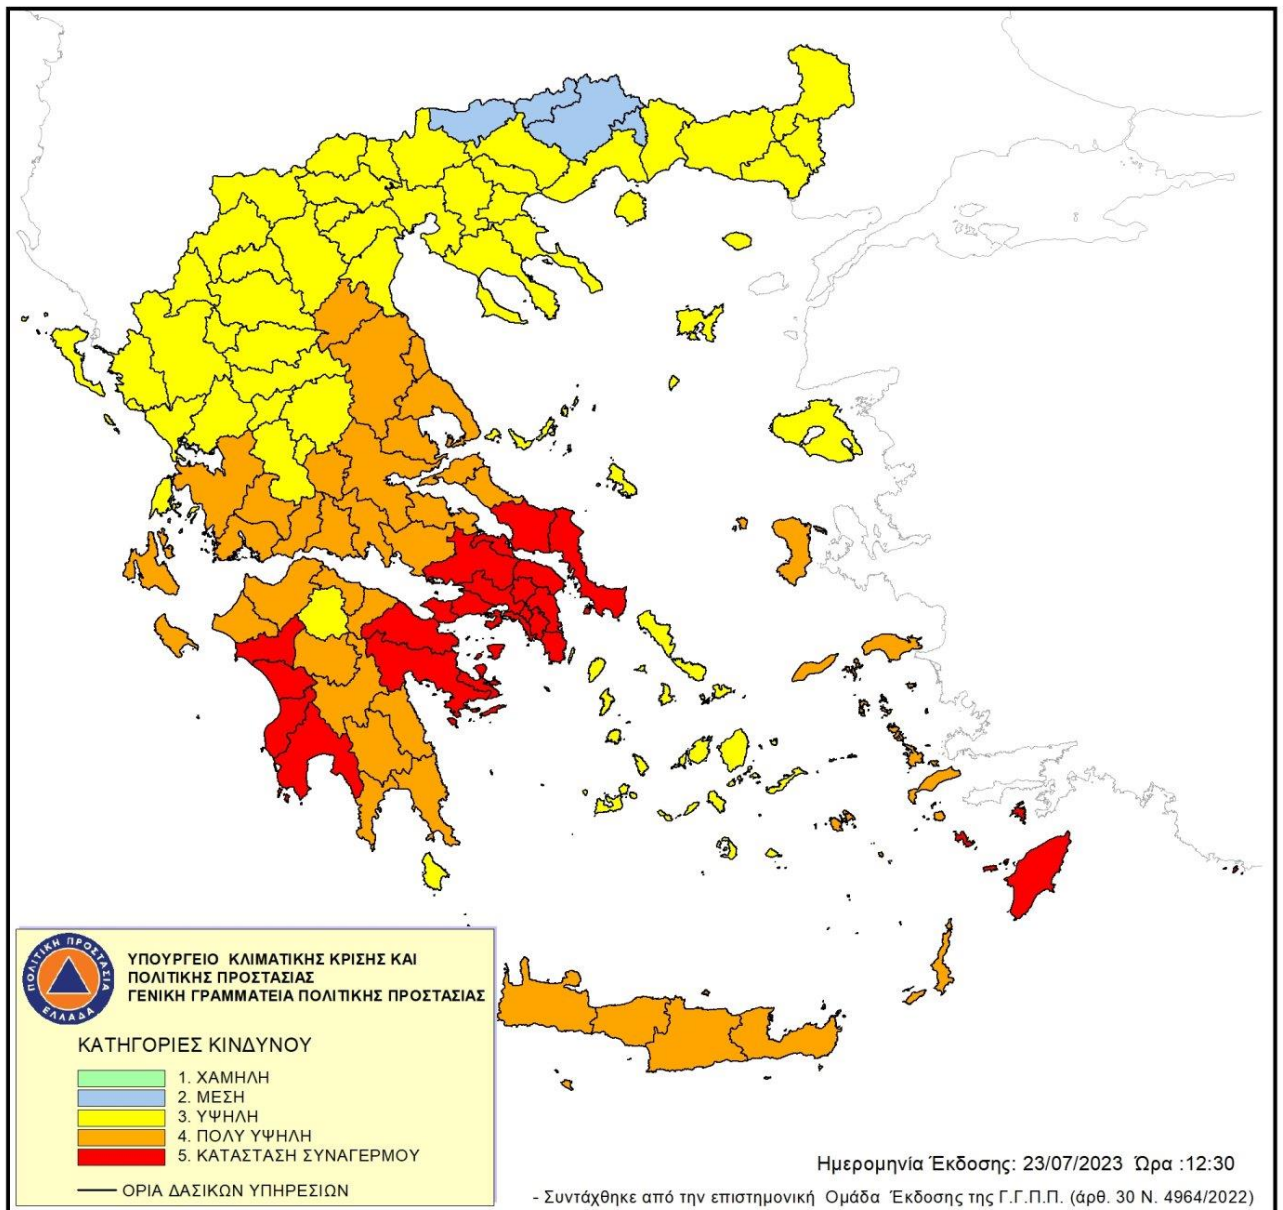 ΠΟΛΙΤΙΚΗ ΠΡΟΣΤΑΣΙΑ
ΕΛΛΑΔΑ
ΥΠΟΥΡΓΕΙΟ ΚΛΙΜΑΤΙΚΗΣ ΚΡΙΣΗΣ ΚΑΙ
ΠΟΛΙΤΙΚΗΣ ΠΡΟΣΤΑΣΙΑΣ
ΓΕΝΙΚΗ ΓΡΑΜΜΑΤΕΙΑ ΠΟΛΙΤΙΚΗΣ ΠΡΟΣΤΑΣΙΑΣ
ΚΑΤΗΓΟΡΙΕΣ ΚΙΝΔΥΝΟΥ
1. ΧΑΜΗΛΗ
2. ΜΕΣΗ
3. ΥΨΗΛΗ
4. ΠΟΛΥ ΥΨΗΛΗ
5. ΚΑΤΑΣΤΑΣΗ ΣΥΝΑΓΕΡΜΟΥ
ΟΡΙΑ ΔΑΣΙΚΩΝ ΥΠΗΡΕΣΙΩΝ
Ημερομηνία Έκδοσης: 23/07/2023 Ώρα :12:30
- Συντάχθηκε από την επιστημονική Ομάδα Έκδοσης της Γ.Γ.Π.Π. (άρθ. 30 Ν. 4964/2022)